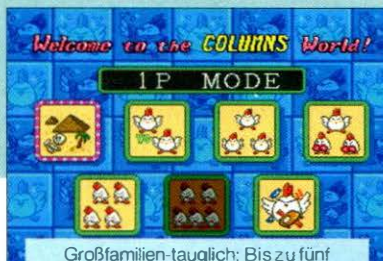 Welcome to the COLUMNS World!
1P MODE
Großfamilien-tauglich: Bis zu fünf